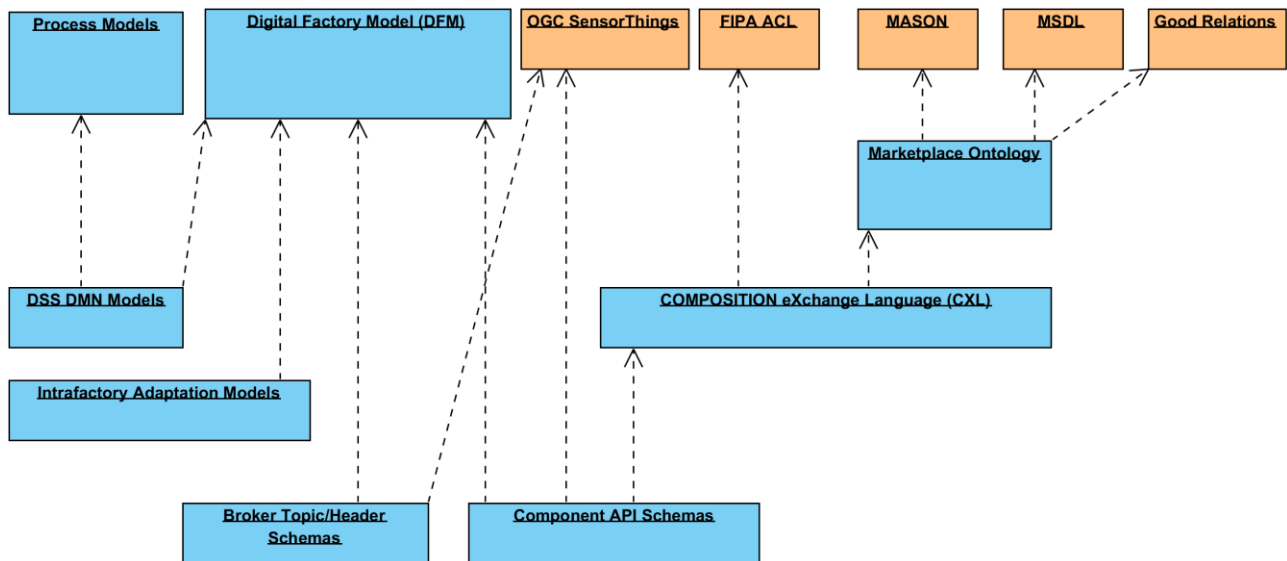 Process Models
Digital Factory Model (DFM)
OGC SensorThings
FIPA ACL
MASON
MSDL
Good Relations
Marketplace Ontology
DSS DMN Models
COMPOSITION eXchange Language (CXL)
Intrafactory Adaptation Models
Broker Topic/Header
Schemas
Component API Schemas